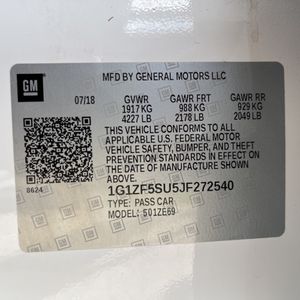 GM
MFD BY GENERAL MOTORS LLC
07/18 GVWR GAWR FRT GAWR RR
1917 KG 988 KG 929 KG
4227 LB 2178 LB 2049 LB
THIS VEHICLE CONFORMS TO ALL
APPLICABLE U.S. FEDERAL MOTOR
VEHICLE SAFETY, BUMPER, AND THEFT
PREVENTION STANDARDS IN EFFECT ON
THE DATE OF MANUFACTURE SHOWN
ABOVE.
8624
1G1ZF5SU5JF272540
TYPE: PASS CAR
MODEL: 501ZE69